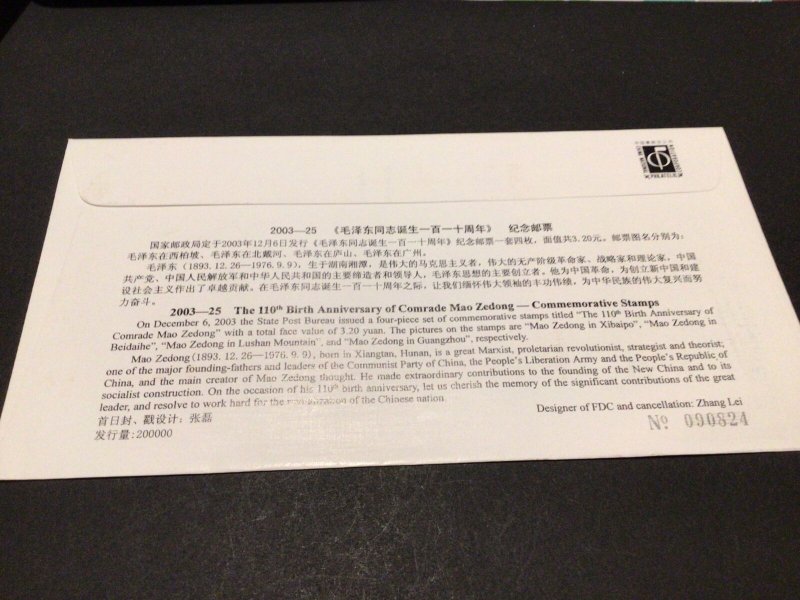 PHILATELIC
2003—25 《毛泽东同志诞生一百一十周年》 纪念邮票
国家邮政局定于2003年12月6日发行《毛泽东同志诞生一百一十周年》纪念邮票一套四枚，面值共3.20元。邮票图名分别为：
毛泽东在西柏坡、毛泽东在北戴河、毛泽东在庐山、毛泽东在广州。
毛泽东（1893.12.26—1976.9.9），生于湖南湘潭，是伟大的马克思主义者，伟大的无产阶级革命家、战略家和理论家，中国
共产党、中国人民解放军和中华人民共和国的主要缔造者和领导人，毛泽东思想的主要创立者。他为中国革命，为创立新中国和建
设社会主义作出了卓越贡献。在毛泽东同志诞生一百一十周年之际，让我们缅怀伟大领袖的丰功伟绩，为中华民族的伟大复兴而努
力奋斗。
2003—25 The 110th Birth Anniversary of Comrade Mao Zedong — Commemorative Stamps
On December 6, 2003 the State Post Bureau issued a four-piece set of commemorative stamps titled "The 110th Birth Anniversary of
Comrade Mao Zedong" with a total face value of 3.20 yuan. The pictures on the stamps are "Mao Zedong in Xibaipo", "Mao Zedong in
Beidaihe", "Mao Zedong in Lushan Mountain", and "Mao Zedong in Guangzhou", respectively.
Mao Zedong (1893. 12. 26—1976. 9. 9), born in Xiangtan, Hunan, is a great Marxist, proletarian revolutionist, strategist and theorist;
one of the major founding-fathers and leaders of the Communist Party of China, the People's Liberation Army and the People's Republic of
China, and the main creator of Mao Zedong thought. He made extraordinary contributions to the founding of the New China and to its
socialist construction. On the occasion of his 110th birth anniversary, let us cherish the memory of the significant contributions of the great
leader, and resolve to work hard for the of the Chinese nation.
首日封、戳设计：张磊
Designer of FDC and cancellation: Zhang Lei
发行量：200000
№ 090824